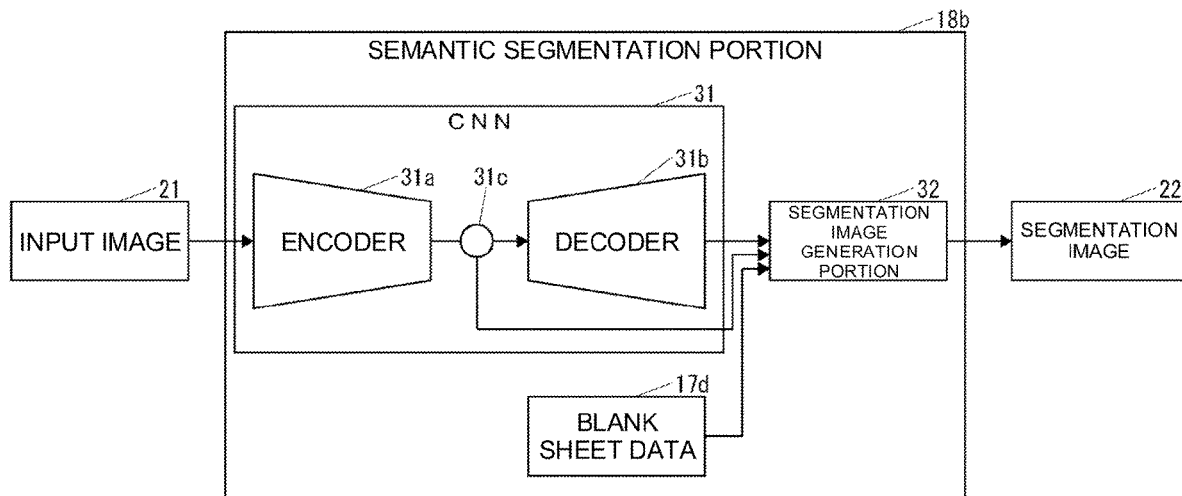 18b
SEMANTIC SEGMENTATION PORTION
31
CNN
21
31a
31c
31b
32
22
INPUT IMAGE
ENCODER
DECODER
SEGMENTATION
IMAGE
GENERATION
PORTION
SEGMENTATION
IMAGE
17d
BLANK
SHEET DATA